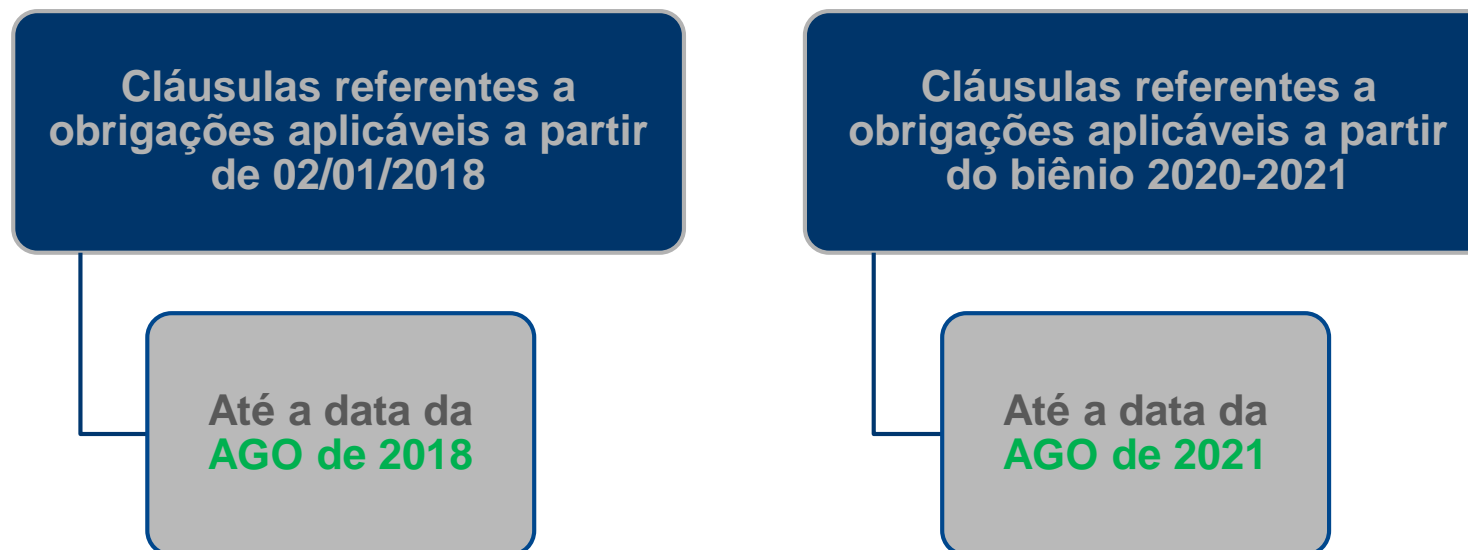 Cláusulas referentes a
obrigações aplicáveis a partir
de 02/01/2018
Até a data da
AGO de 2018
Cláusulas referentes a
obrigações aplicáveis a partir
do biênio 2020-2021
Até a data da
AGO de 2021